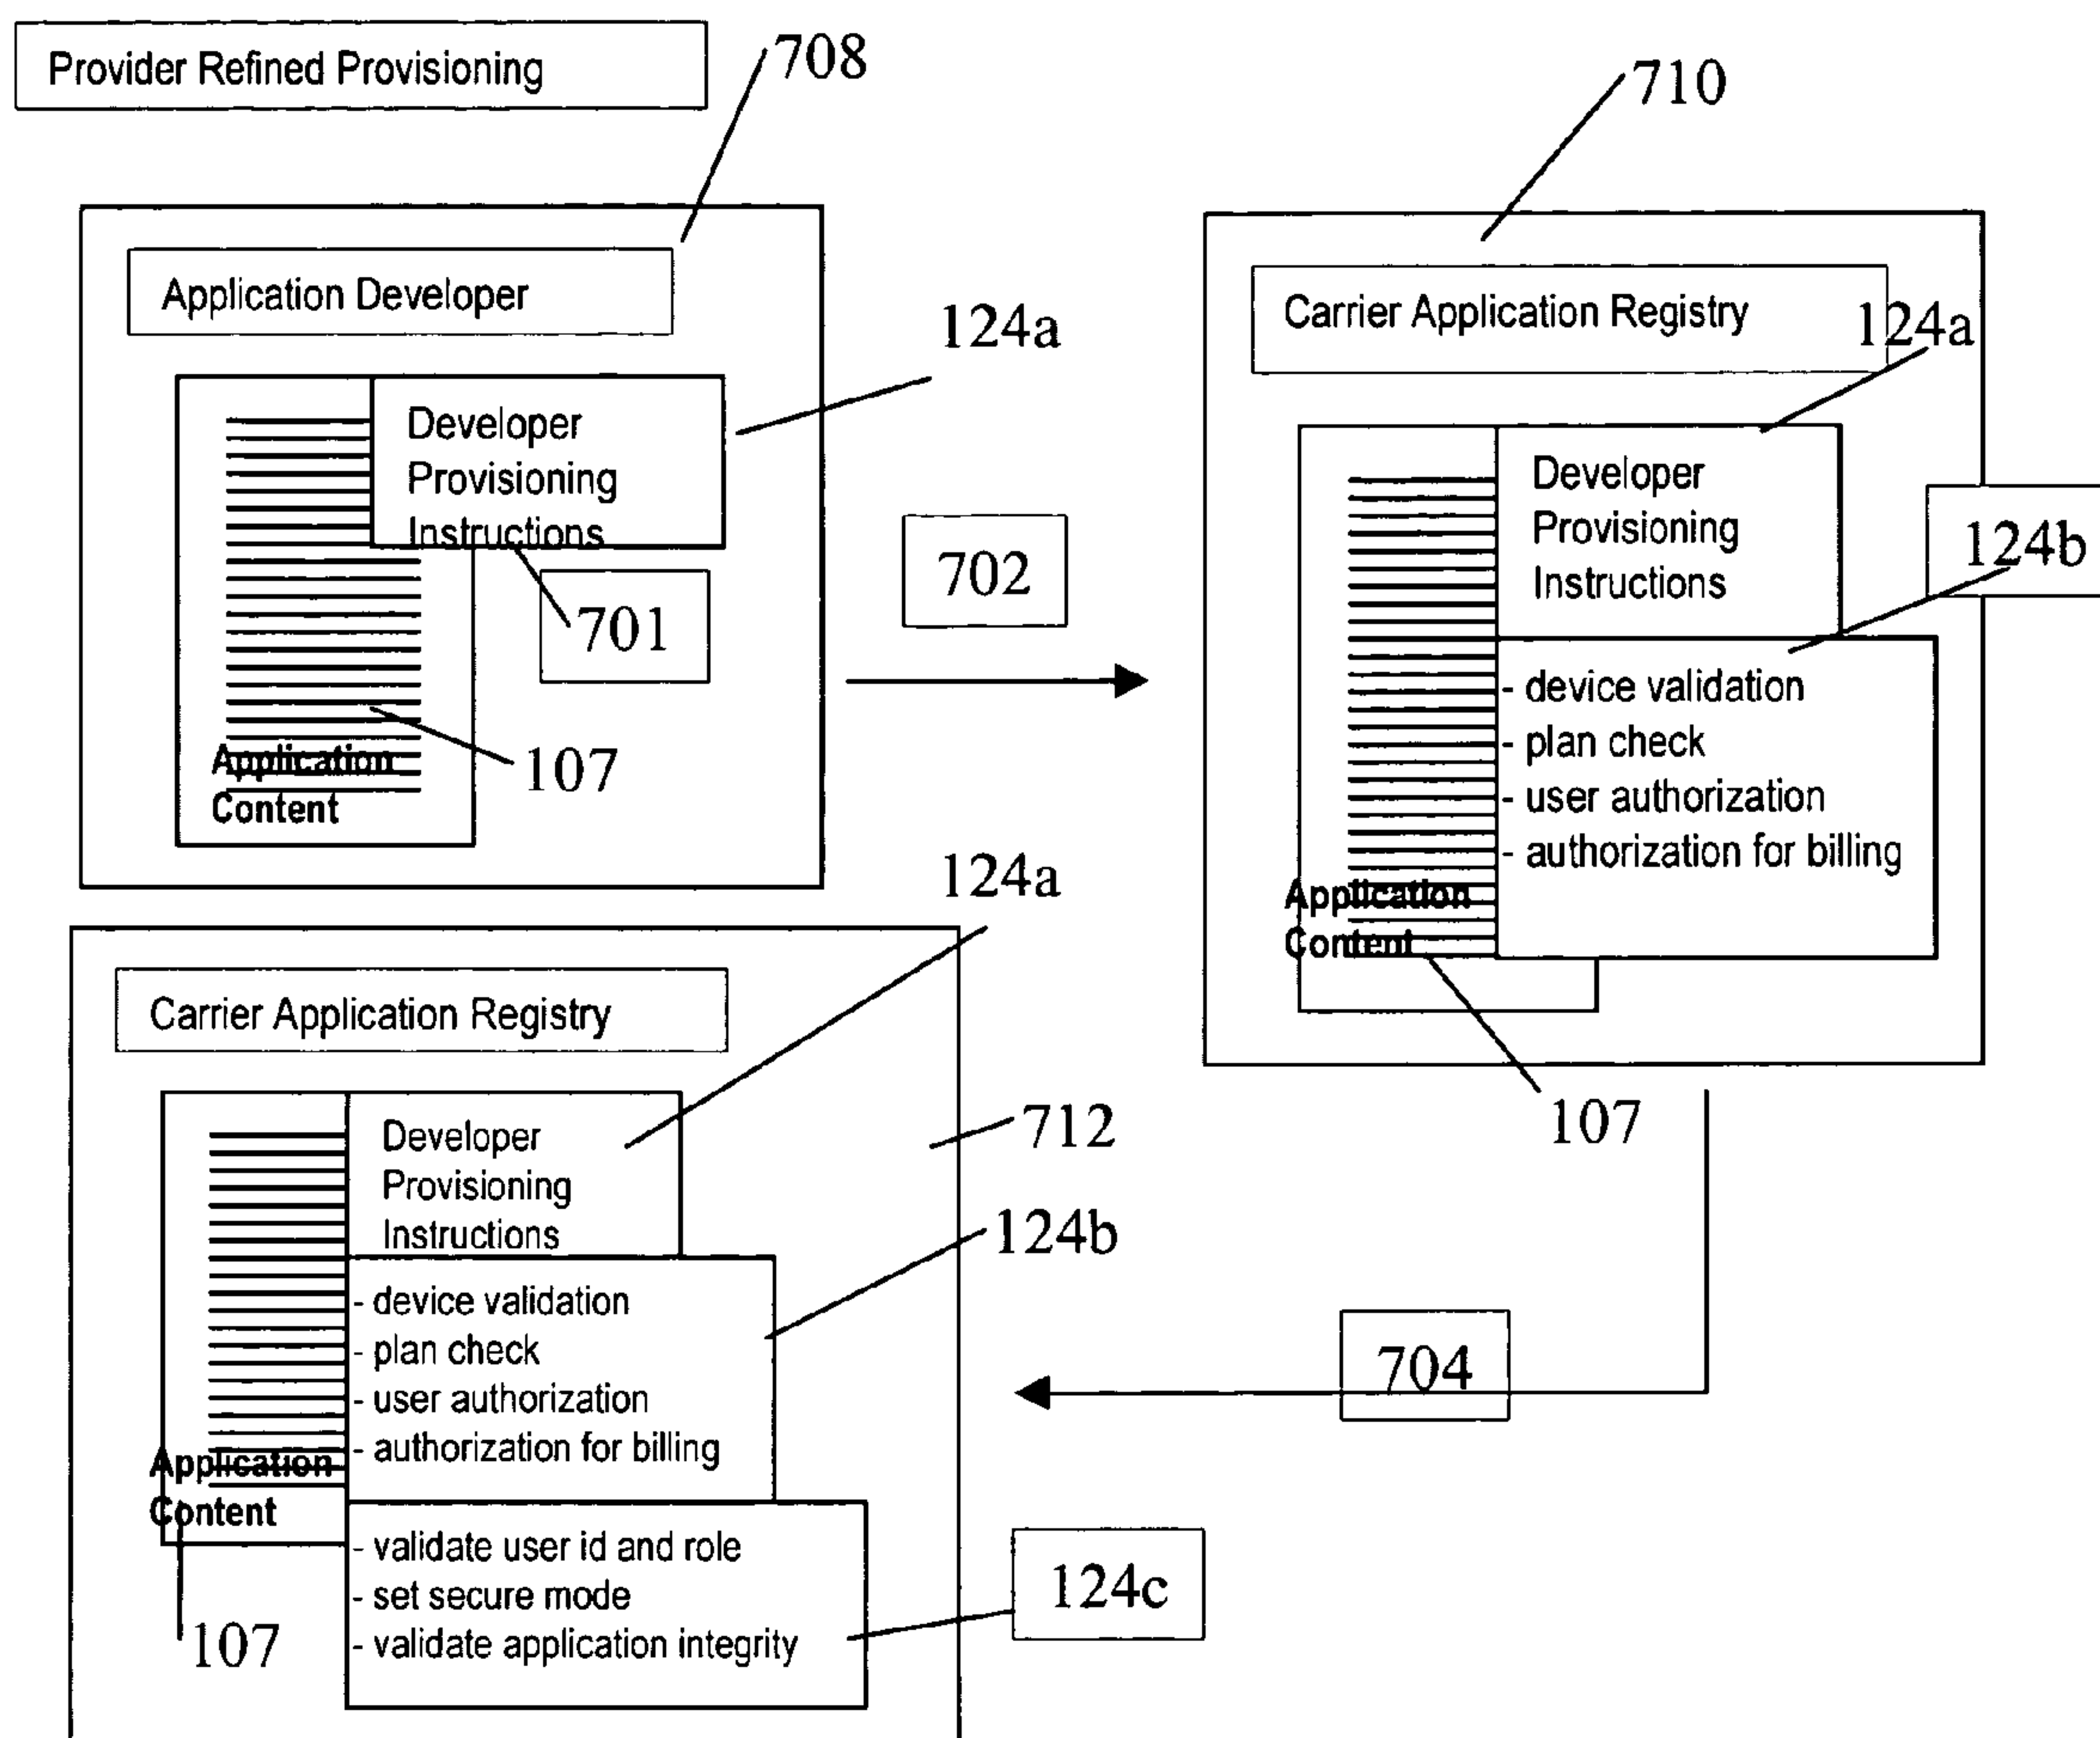 Provider Refined Provisioning
708
710
Application Developer
124a
Developer
Provisioning
Instructions
701
107
Application
Content
702
Carrier Application Registry
124a
Developer
Provisioning
Instructions
124b
- device validation
- plan check
- user authorization
- authorization for billing
Application
Content
107
704
124a
Carrier Application Registry
712
Developer
Provisioning
Instructions
124b
- device validation
- plan check
- user authorization
- authorization for billing
Application
Content
107
- validate user id and role
- set secure mode
- validate application integrity
124c